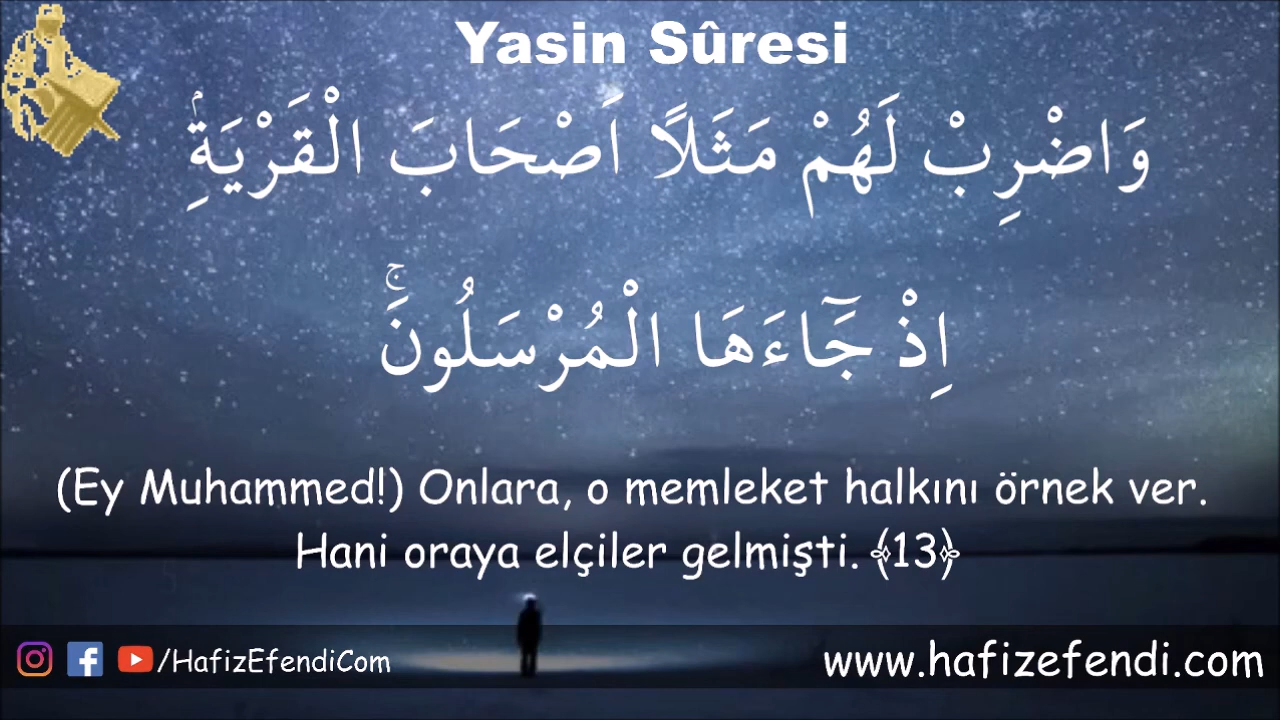 Yasin Sûresi
وَاضْرِبْ لَهُمْ مَثَلًا اَصْحَابَ الْقَرْيَةِۢ
اِذْ جَٓاءَهَا الْمُرْسَلُونَۚ
(Ey Muhammed!) Onlara, o memleket halkını örnek ver.
Hani oraya elçiler gelmişti. ﴾13﴿
/HafizEfendiCom
www.hafizefendi.com